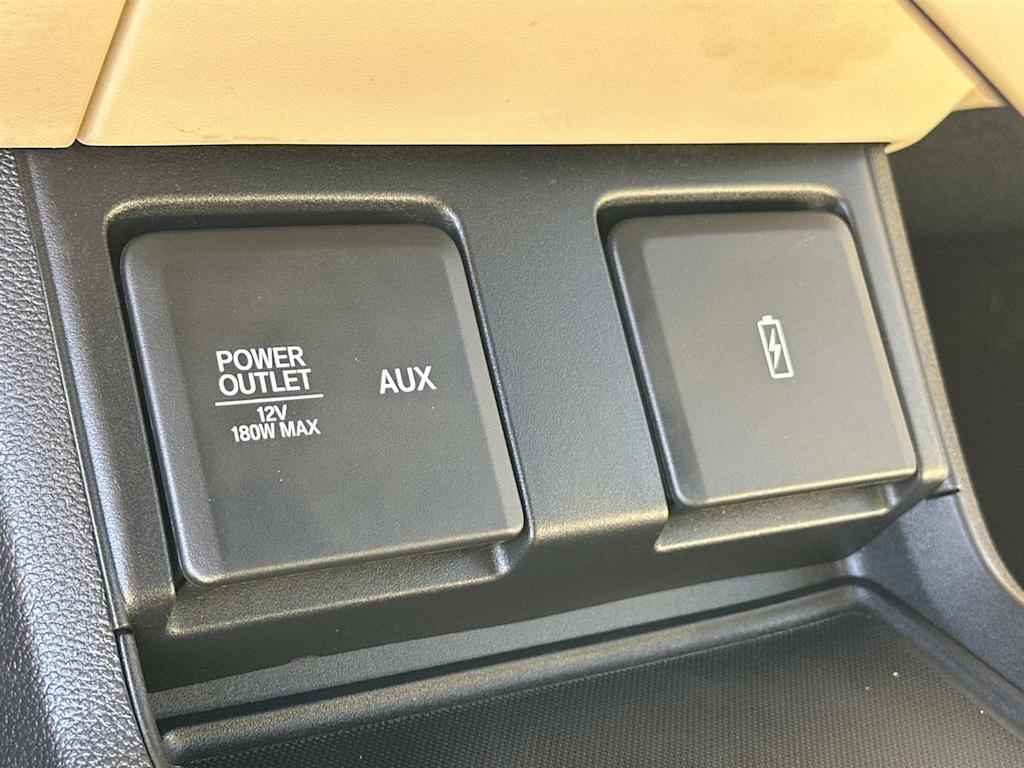 POWER
OUTLET
12V
180W MAX
AUX